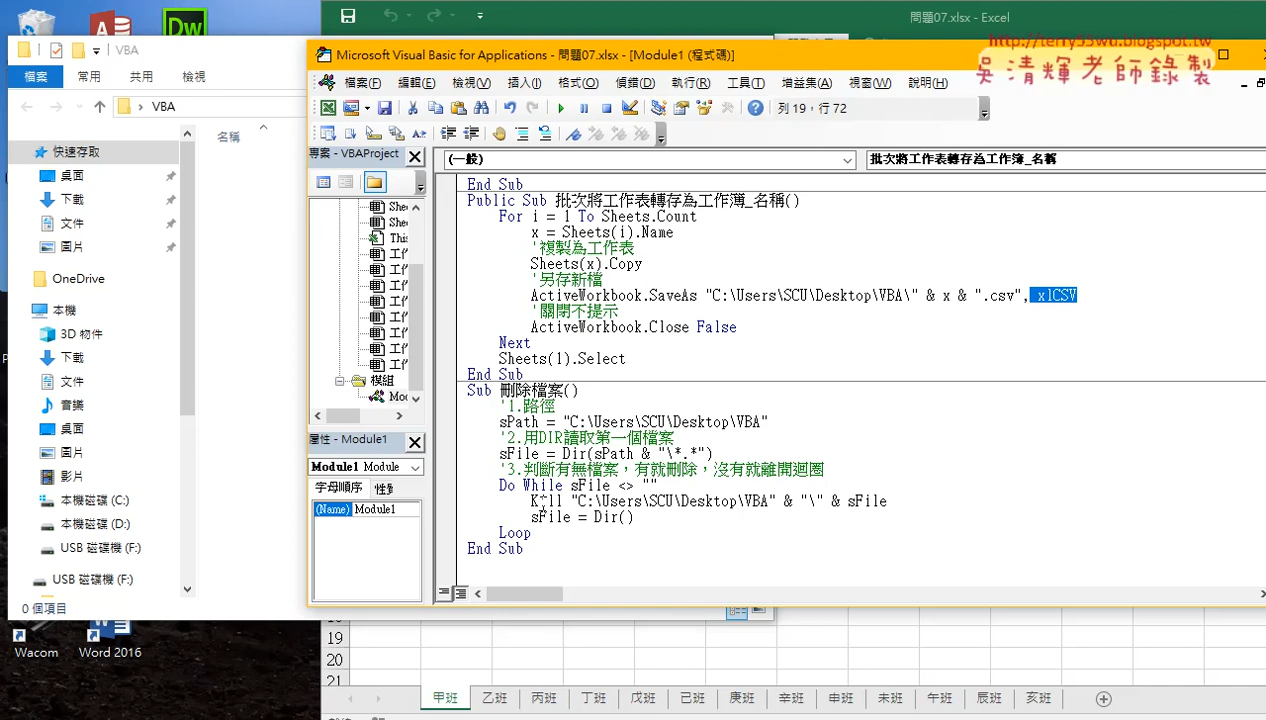 問題07.xlsx - Excel
VBA
檔案 常用 共用 檢視
VBA
名稱
快速存取
桌面
下載
文件
圖片
OneDrive
本機
3D 物件
下載
文件
音樂
桌面
圖片
影片
本機磁碟 (C:)
本機磁碟 (D:)
USB 磁碟機 (F:)
USB 磁碟機 (F:)
0 個項目
Wacom
Word 2016
Microsoft Visual Basic for Applications - 問題07.xlsx - [Module1 (程式碼)]
http://terry55wu.blogspot.tw
吳清輝老師錄製
檔案(F) 編輯(E) 檢視(V) 插入(I) 格式(O) 偵錯(D) 執行(R) 工具(T) 增益集(A) 視窗(W) 說明(H)
列 19，行 72
專案 - VBAProject
模組
屬性 - Module1
Module1 Module
字母順序
(Name) Module1
(一般)
批次將工作表轉存為工作簿_名稱
End Sub
Public Sub 批次將工作表轉存為工作簿_名稱()
For i = 1 To Sheets.Count
x = Sheets(i).Name
'複製為工作表
Sheets(x).Copy
'另存新檔
ActiveWorkbook.SaveAs "C:\Users\SCU\Desktop\VBA\" & x & ".csv", xlCSV
'關閉不提示
ActiveWorkbook.Close False
Next
Sheets(1).Select
End Sub
Sub 刪除檔案()
'1.路徑
sPath = "C:\Users\SCU\Desktop\VBA"
'2.用DIR讀取第一個檔案
sFile = Dir(sPath & "\*.*")
'3.判斷有無檔案，有就刪除，沒有就離開迴圈
Do While sFile <> ""
Kill "C:\Users\SCU\Desktop\VBA" & "\" & sFile
sFile = Dir()
Loop
End Sub
19
20
21
甲班 乙班 丙班 丁班 戊班 己班 庚班 辛班 申班 未班 午班 辰班 亥班